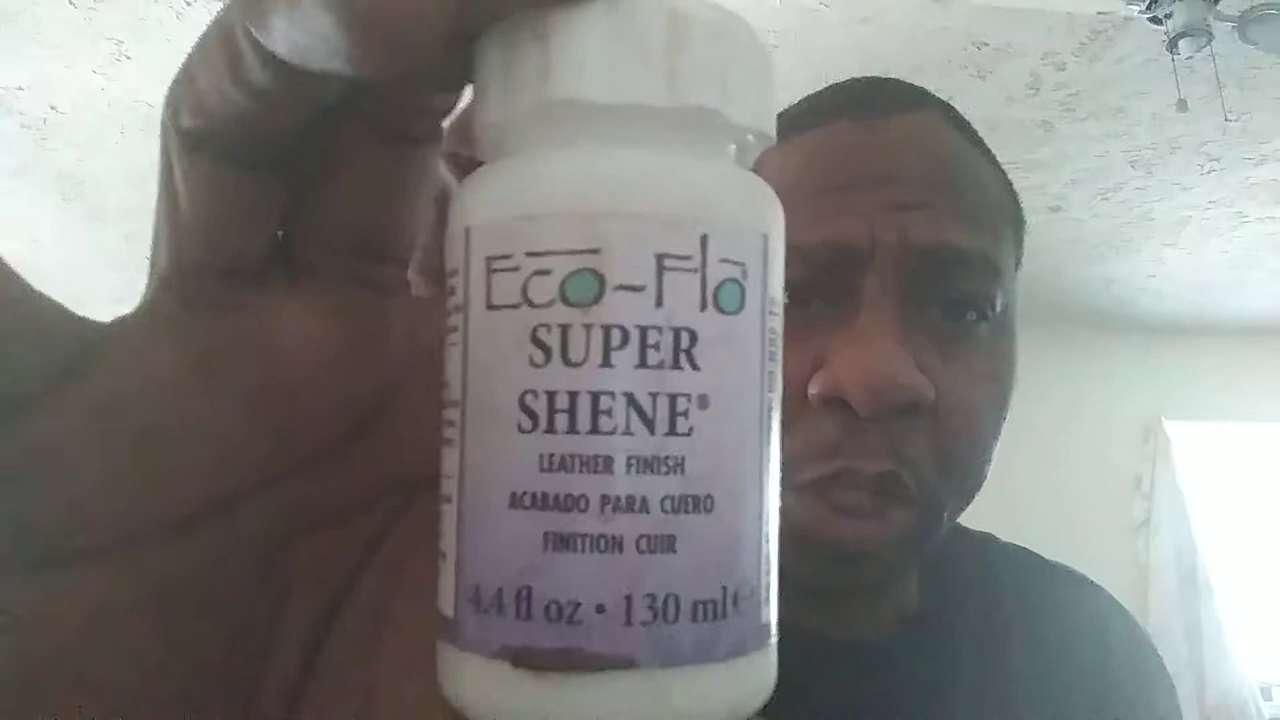 Eco-Flo
SUPER
SHENE®
LEATHER FINISH
ACABADO PARA CUERO
FINITION CUIR
4.4 fl oz • 130 ml e